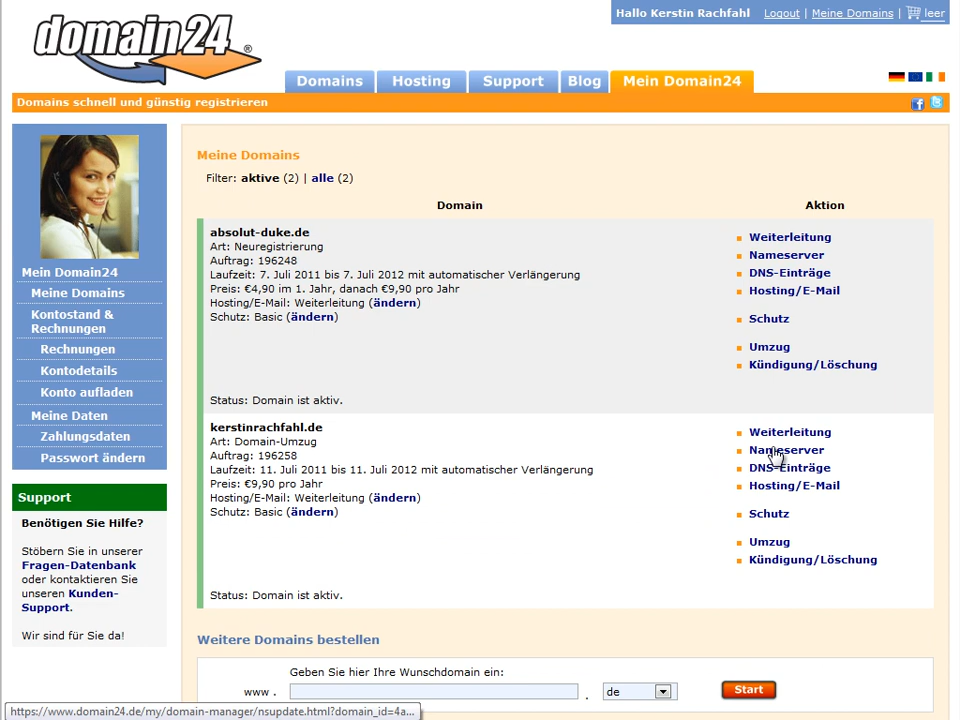 Hallo Kerstin Rachfahl Logout | Meine Domains | leer
domain24®
Domains Hosting Support Blog Mein Domain24
Domains schnell und günstig registrieren
Meine Domains
Filter: aktive (2) | alle (2)
Domain Aktion
absolut-duke.de
Art: Neuregistrierung
Auftrag: 196248
Laufzeit: 7. Juli 2011 bis 7. Juli 2012 mit automatischer Verlängerung
Preis: €4,90 im 1. Jahr, danach €9,90 pro Jahr
Hosting/E-Mail: Weiterleitung (ändern)
Schutz: Basic (ändern)
Status: Domain ist aktiv.
Weiterleitung
Nameserver
DNS-Einträge
Hosting/E-Mail
Schutz
Umzug
Kündigung/Löschung
kerstinrachfahl.de
Art: Domain-Umzug
Auftrag: 196258
Laufzeit: 11. Juli 2011 bis 11. Juli 2012 mit automatischer Verlängerung
Preis: €9,90 pro Jahr
Hosting/E-Mail: Weiterleitung (ändern)
Schutz: Basic (ändern)
Status: Domain ist aktiv.
Weiterleitung
Nameserver
DNS-Einträge
Hosting/E-Mail
Schutz
Umzug
Kündigung/Löschung
Mein Domain24
Meine Domains
Kontostand &
Rechnungen
Rechnungen
Kontodetails
Konto aufladen
Meine Daten
Zahlungsdaten
Passwort ändern
Support
Benötigen Sie Hilfe?
Stöbern Sie in unserer
Fragen-Datenbank
oder kontaktieren Sie
unseren Kunden-
Support.
Wir sind für Sie da!
Weitere Domains bestellen
Geben Sie hier Ihre Wunschdomain ein:
www . . de Start
https://www.domain24.de/my/domain-manager/nsupdate.html?domain_id=4a...